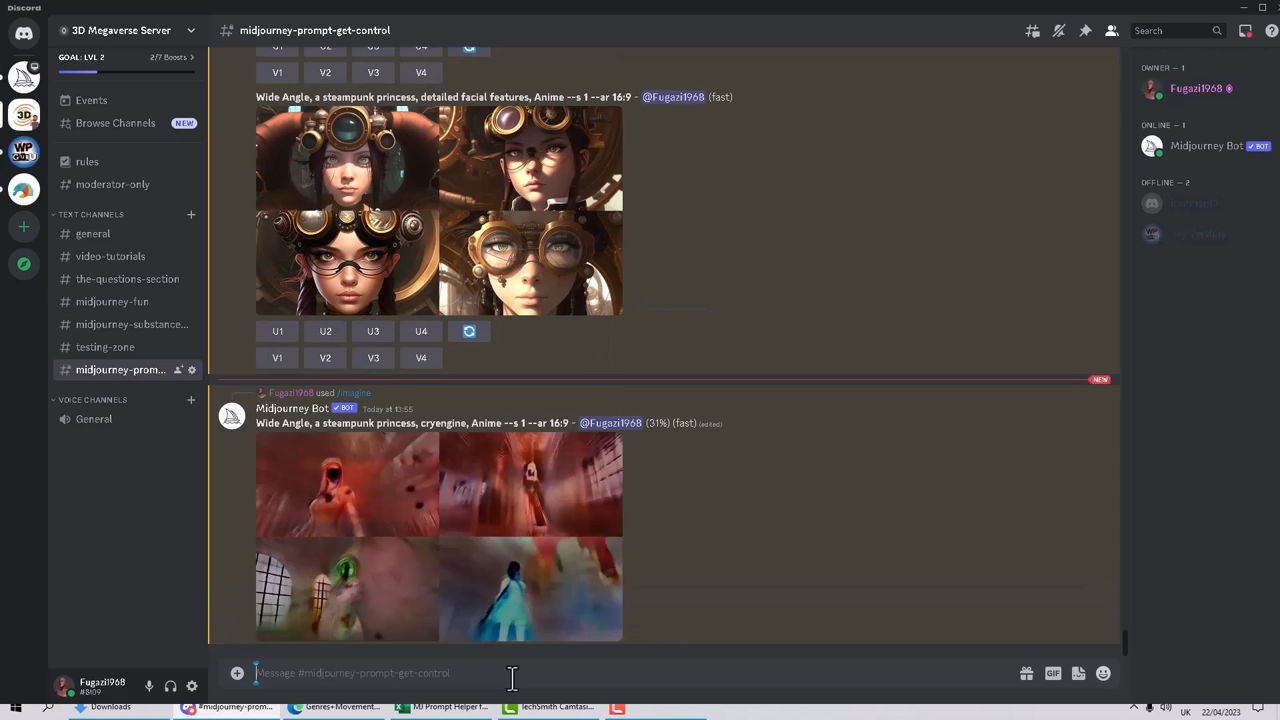 Discord
3D Megaverse Server
midjourney-prompt-get-control
Search
GOAL: LVL 2
2/7 Boosts >
Events
Browse Channels
NEW
rules
moderator-only
TEXT CHANNELS
general
video-tutorials
the-questions-section
midjourney-fun
midjourney-substance...
testing-zone
midjourney-prom...
VOICE CHANNELS
General
Fugazi1968
#8109
U1 U2 U3 U4
V1 V2 V3 V4
Wide Angle, a steampunk princess, detailed facial features, Anime --s 1 --ar 16:9 - @Fugazi1968 (fast)
U1 U2 U3 U4
V1 V2 V3 V4
NEW
Fugazi1968 used /imagine
Midjourney Bot BOT Today at 13:55
Wide Angle, a steampunk princess, cryengine, Anime --s 1 --ar 16:9 - @Fugazi1968 (31%) (fast) (edited)
Message #midjourney-prompt-get-control
GIF
OWNER — 1
Fugazi1968
ONLINE — 1
Midjourney Bot BOT
OFFLINE — 2
Downloads
#midjourney-prom...
Genres+Movement...
MJ Prompt Helper f...
TechSmith Camtasi...
UK
22/04/2023